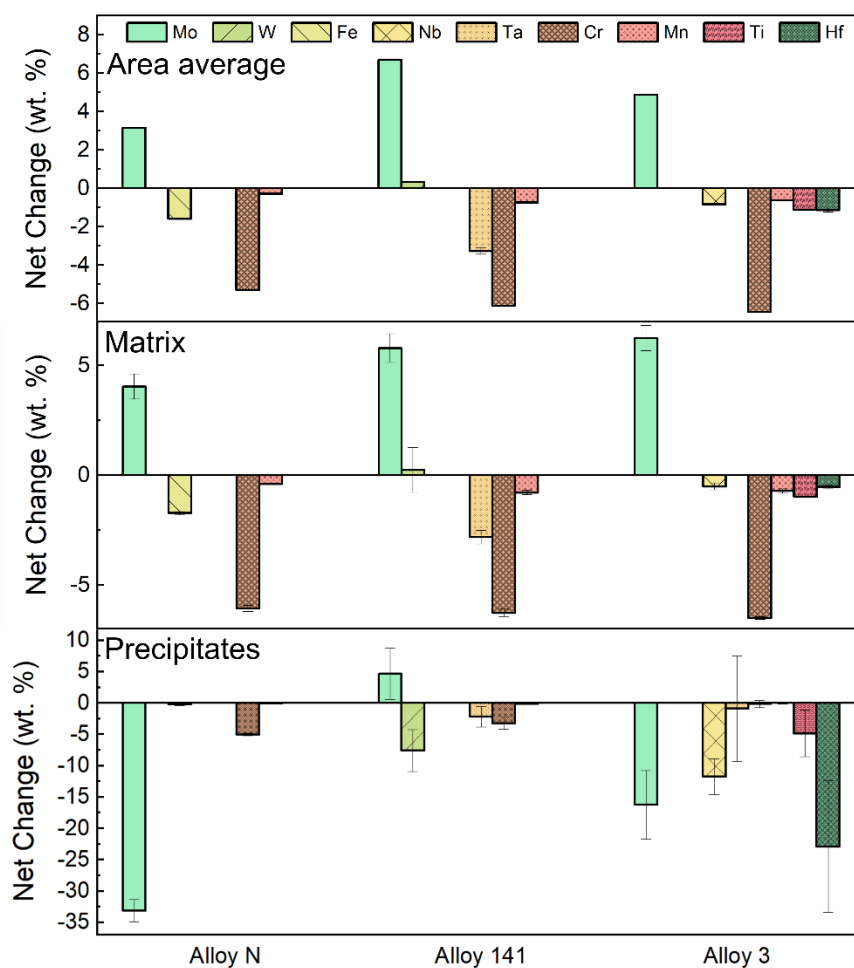 Mo W Fe Nb Ta Cr Mn Ti Hf
Area average
Net Change (wt. %)
8
6
4
2
0
-2
-4
-6
Matrix
Net Change (wt. %)
5
0
-5
Precipitates
Net Change (wt. %)
10
5
0
-5
-10
-15
-20
-25
-30
-35
Alloy N Alloy 141 Alloy 3